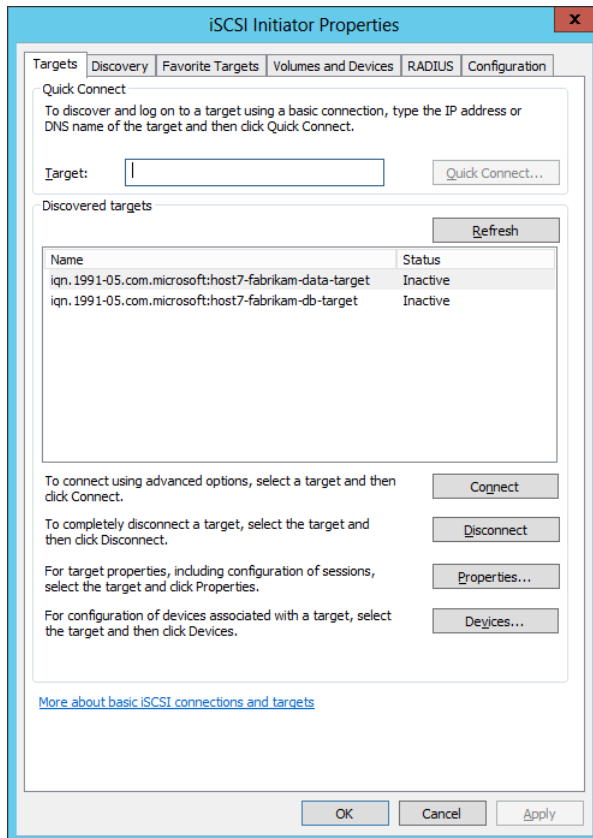 iSCSI Initiator Properties
x
Targets Discovery Favorite Targets Volumes and Devices RADIUS Configuration
Quick Connect
To discover and log on to a target using a basic connection, type the IP address or
DNS name of the target and then click Quick Connect.
Target:
Quick Connect...
Discovered targets
Refresh
Name Status
iqn.1991-05.com.microsoft:host7-fabrikam-data-target Inactive
iqn.1991-05.com.microsoft:host7-fabrikam-db-target Inactive
To connect using advanced options, select a target and then
click Connect.
Connect
To completely disconnect a target, select the target and
then click Disconnect.
Disconnect
For target properties, including configuration of sessions,
select the target and click Properties.
Properties...
For configuration of devices associated with a target, select
the target and then click Devices.
Devices...
More about basic iSCSI connections and targets
OK Cancel Apply